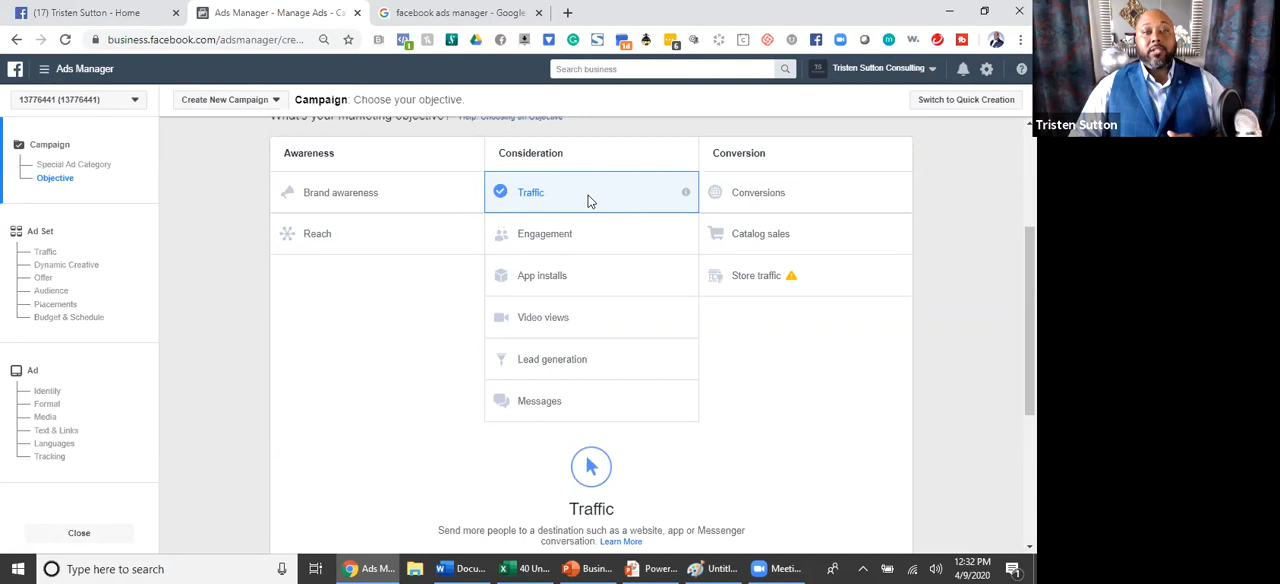 (17) Tristen Sutton - Home
Ads Manager - Manage Ads - Ca
facebook ads manager - Google
business.facebook.com/adsmanager/cre...
Ads Manager
Search business
TS
Tristen Sutton Consulting
Tristen Sutton
13776441 (13776441)
Create New Campaign
Campaign: Choose your objective.
Switch to Quick Creation
What's your marketing objective? Help: Choosing an Objective
Campaign
Special Ad Category
Objective
Ad Set
Traffic
Dynamic Creative
Offer
Audience
Placements
Budget & Schedule
Ad
Identity
Format
Media
Text & Links
Languages
Tracking
Close
Awareness
Consideration
Conversion
Brand awareness
Traffic
Conversions
Reach
Engagement
Catalog sales
App installs
Store traffic
Video views
Lead generation
Messages
Traffic
Send more people to a destination such as a website, app or Messenger
conversation. Learn More
Type here to search
Ads M...
Docu...
40 Un...
Busin...
Power...
Untitl...
Meeti...
12:32 PM
4/9/2020